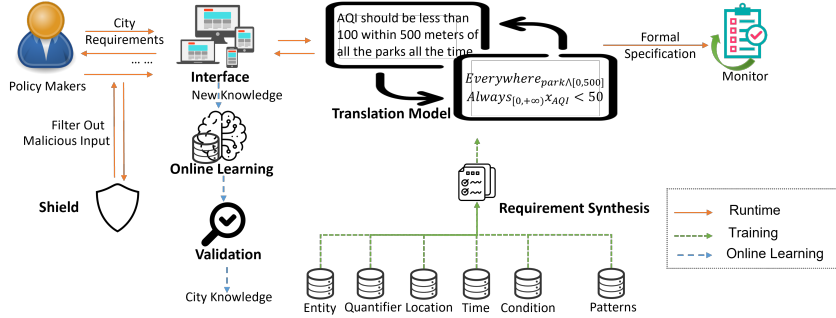 City
Requirements
... ...
Policy Makers
Filter Out
Malicious Input
Shield
Interface
New Knowledge
Online Learning
Validation
City Knowledge
AQI should be less than
100 within 500 meters of
all the parks all the time
Everywhere_{park∧[0,500]}
Always_{[0,+∞)}x_{AQI} < 50
Translation Model
Formal
Specification
Monitor
Requirement Synthesis
Entity
Quantifier
Location
Time
Condition
Patterns
Runtime
Training
Online Learning